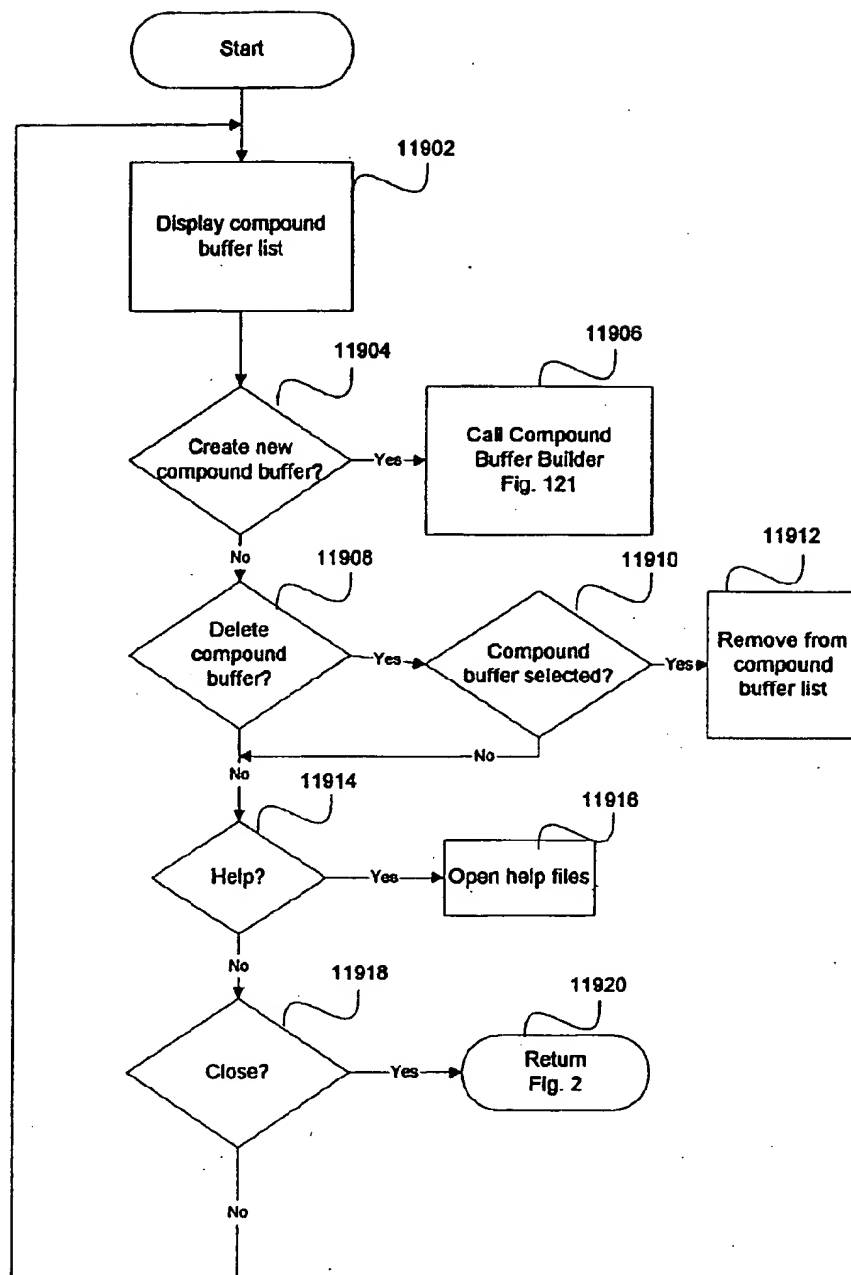 Start
11902
Display compound
buffer list
11904
11906
Create new
compound buffer?
Yes
Call Compound
Buffer Builder
Fig. 121
No
11908
11910
11912
Delete
compound
buffer?
Yes
Compound
buffer selected?
Yes
Remove from
compound
buffer list
No
No
11914
11916
Help?
Yes
Open help files
No
11918
11920
Close?
Yes
Return
Fig. 2
No